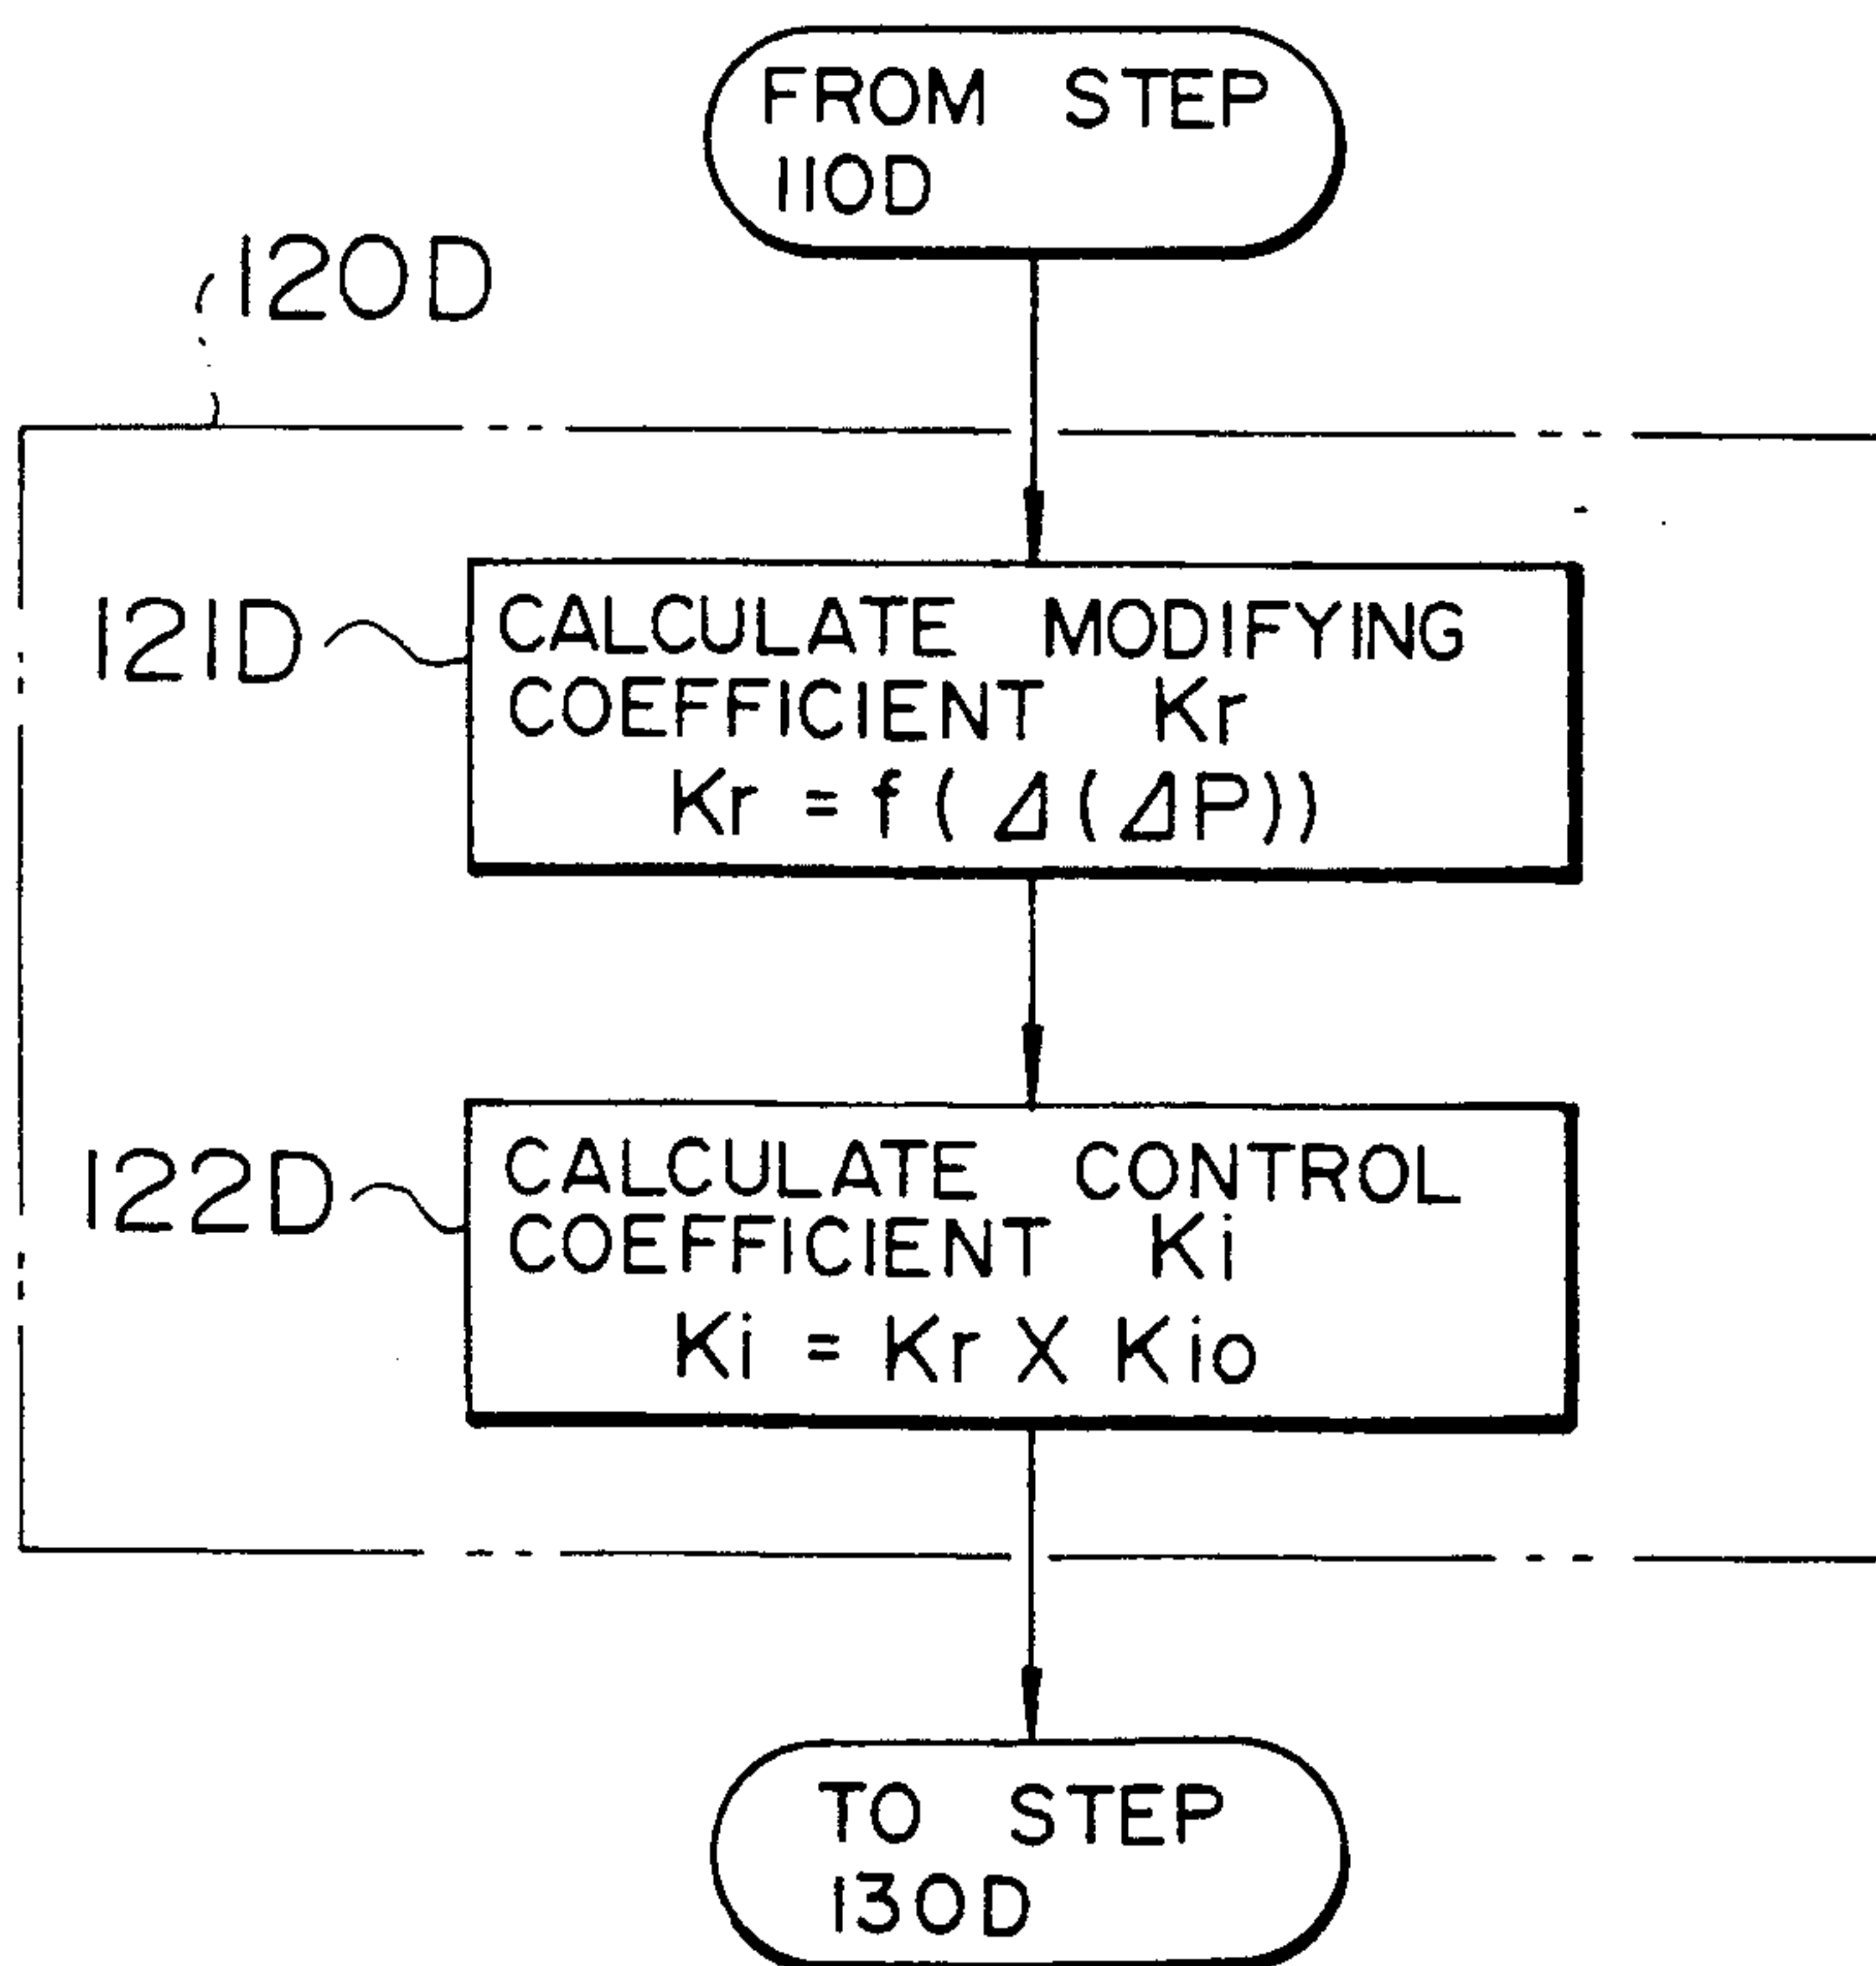 FROM STEP
110D
120D
121D
CALCULATE MODIFYING
COEFFICIENT Kr
Kr = f ( Δ ( ΔP ) )
122D
CALCULATE CONTROL
COEFFICIENT Ki
Ki = Kr X Kio
TO STEP
130D